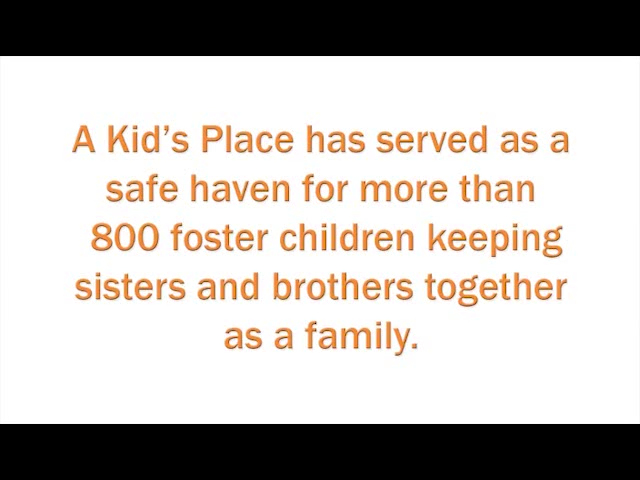 A Kid’s Place has served as a
safe haven for more than
800 foster children keeping
sisters and brothers together
as a family.